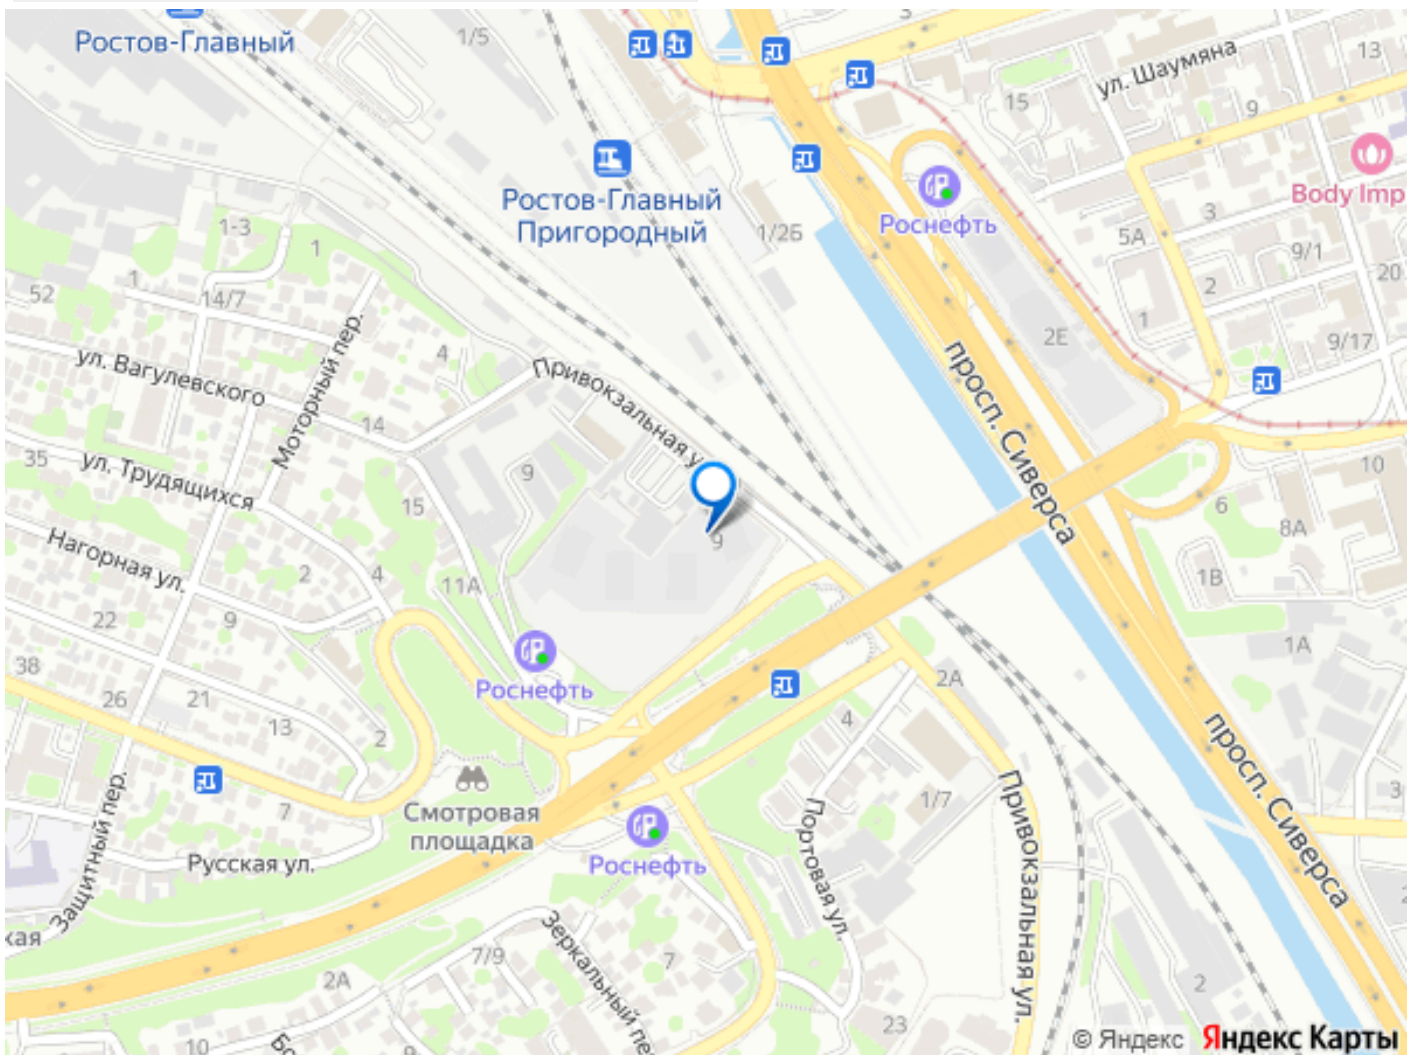 Ростов-Главный
1/5
3
ул. Шаумяна
13
15
9
Body Imp
Ростов-Главный
Пригородный
Роснефть
1/2Б
3
5А
9/1
20
2
1
2Е
9/17
1-3
1
1
52
14/7
4
Моторный пер.
ул. Вагулевского
14
Привокзальная у
просп. Сиверса
35
ул. Трудящихся
15
9
9
10
6
8А
1В
Нагорная ул.
2
4
11А
22
9
1А
38
26
21
13
2
Роснефть
2А
4
просп. Сиверса
7
Смотровая
площадка
Русская ул.
Защитный пер.
Роснефть
Портовая ул.
1/7
Привокзальная ул.
3
кая
7/9
2А
Зеркальный пе
7
23
2
2
10
Бо
© Яндекс Яндекс Карты